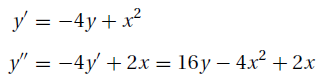 y′ = −4y + x²
y″ = −4y′ + 2x = 16y − 4x² + 2x